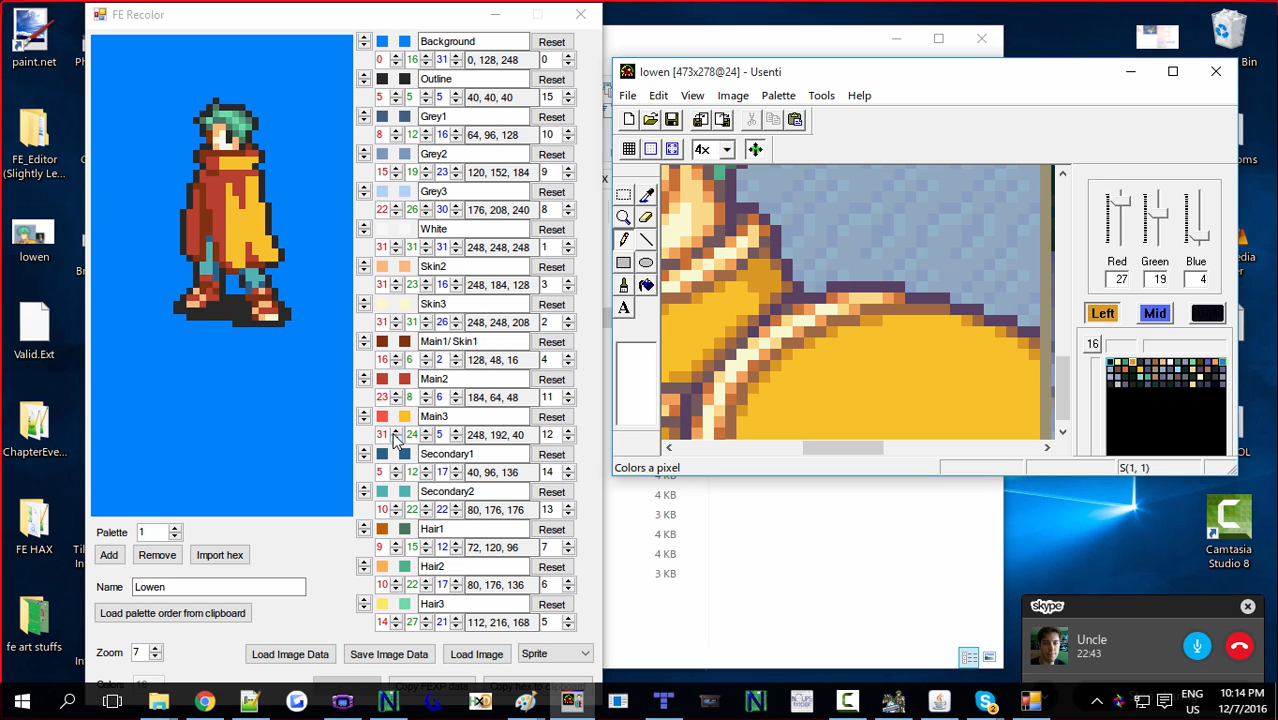 paint.net
FE_Editor
(Slightly Le...
lowen
Valid.Ext
ChapterEve...
FE HAX
fe art stuffs
FE Recolor
Background Reset
0 16 31 0, 128, 248 0
Outline Reset
5 5 5 40, 40, 40 15
Grey1 Reset
8 12 16 64, 96, 128 10
Grey2 Reset
15 19 23 120, 152, 184 9
Grey3 Reset
22 26 30 176, 208, 240 8
White Reset
31 31 31 248, 248, 248 1
Skin2 Reset
31 23 16 248, 184, 128 3
Skin3 Reset
31 31 26 248, 248, 208 2
Main1/ Skin1 Reset
16 6 2 128, 48, 16 4
Main2 Reset
23 8 6 184, 64, 48 11
Main3 Reset
31 24 5 248, 192, 40 12
Secondary1 Reset
5 12 17 40, 96, 136 14
Secondary2 Reset
10 22 22 80, 176, 176 13
Hair1 Reset
9 15 12 72, 120, 96 7
Hair2 Reset
10 22 17 80, 176, 136 6
Hair3 Reset
14 27 21 112, 216, 168 5
Palette 1
Add Remove Import hex
Name Lowen
Load palette order from clipboard
Zoom 7 Load Image Data Save Image Data Load Image Sprite
Copy FEXP data Copy hex to clipboard
lowen [473x278@24] - Usenti
File Edit View Image Palette Tools Help
4x
A
Red Green Blue
27 19 4
Left Mid
16
Colors a pixel S(1, 1)
4 KB
4 KB
3 KB
4 KB
4 KB
3 KB
Bin
Camtasia
Studio 8
skype
Uncle
22:43
ENG
US
10:14 PM
12/7/2016